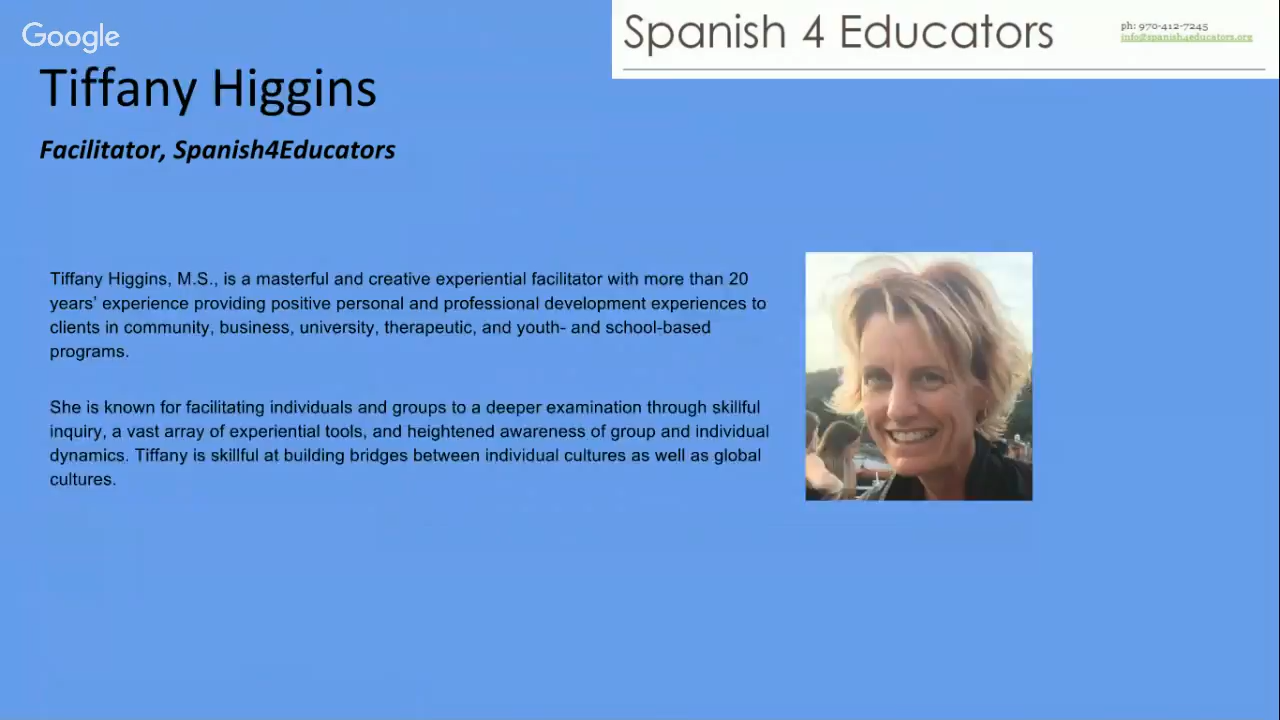 Google
Spanish 4 Educators
ph: 970-412-7245
info@spanish4educators.org
Tiffany Higgins
Facilitator, Spanish4Educators
Tiffany Higgins, M.S., is a masterful and creative experiential facilitator with more than 20
years’ experience providing positive personal and professional development experiences to
clients in community, business, university, therapeutic, and youth- and school-based
programs.
She is known for facilitating individuals and groups to a deeper examination through skillful
inquiry, a vast array of experiential tools, and heightened awareness of group and individual
dynamics. Tiffany is skillful at building bridges between individual cultures as well as global
cultures.